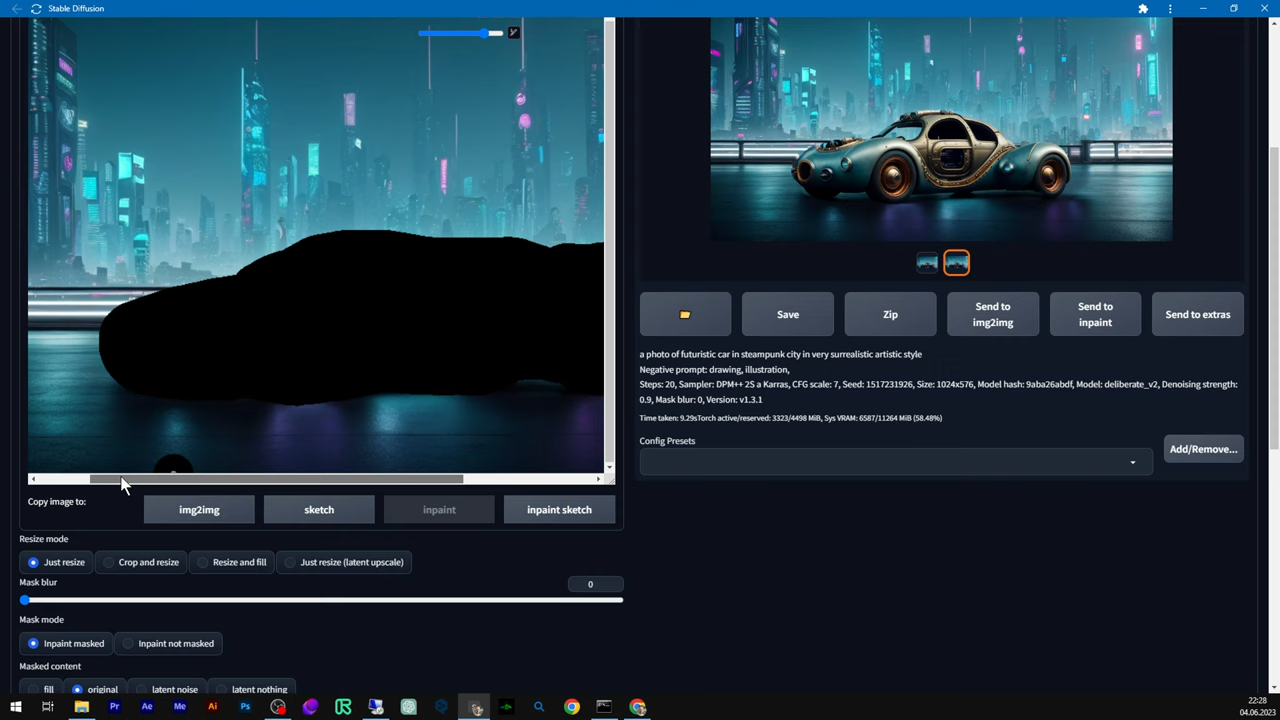 Stable Diffusion
Copy image to:
img2img
sketch
inpaint
inpaint sketch
Resize mode
Just resize
Crop and resize
Resize and fill
Just resize (latent upscale)
Mask blur
0
Mask mode
Inpaint masked
Inpaint not masked
Masked content
fill
original
latent noise
latent nothing
Save
Zip
Send to
img2img
Send to
inpaint
Send to extras
a photo of futuristic car in steampunk city in very surrealistic artistic style
Negative prompt: drawing, illustration,
Steps: 20, Sampler: DPM++ 2S a Karras, CFG scale: 7, Seed: 1517231926, Size: 1024x576, Model hash: 9aba26abdf, Model: deliberate_v2, Denoising strength:
0.9, Mask blur: 0, Version: v1.3.1
Time taken: 9.29sTorch active/reserved: 3323/4498 MiB, Sys VRAM: 6587/11264 MiB (58.48%)
Config Presets
Add/Remove...
Pr
Ae
Me
Ai
Ps
22:28
04.06.2023